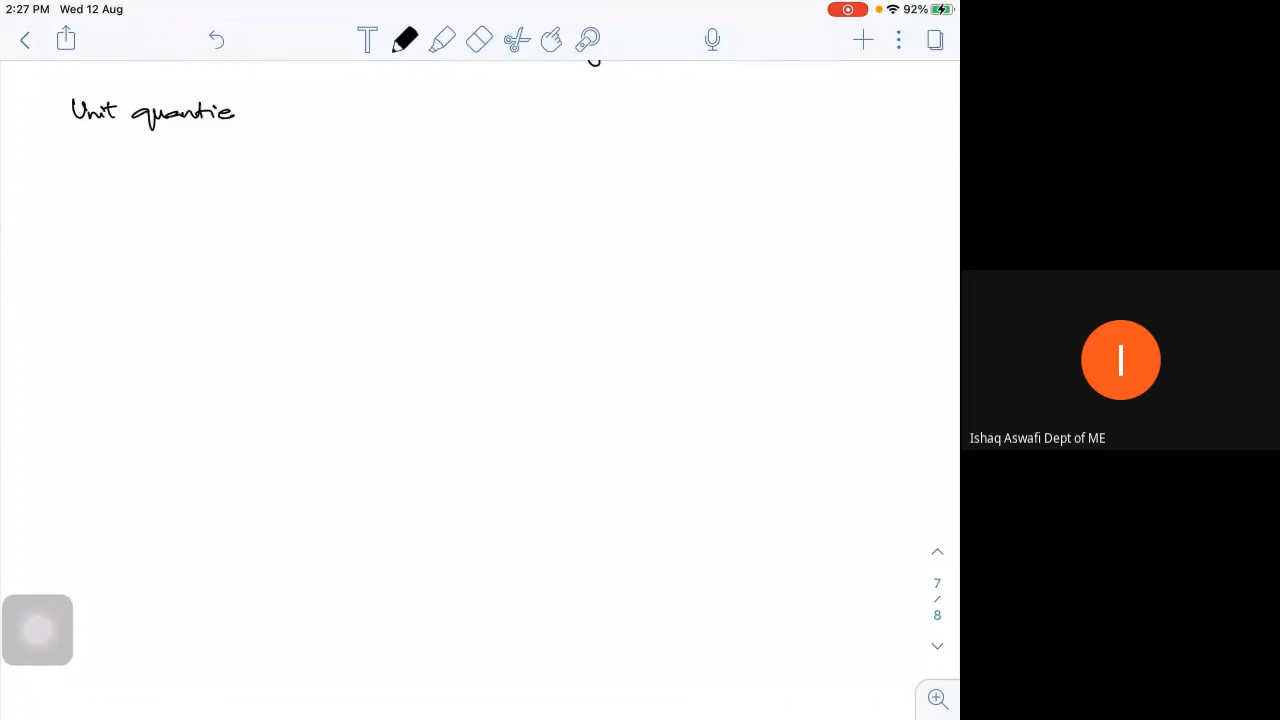 2:27 PM Wed 12 Aug 92%
T
Unit quantie
I
Ishaq Aswafi Dept of ME
7
/
8